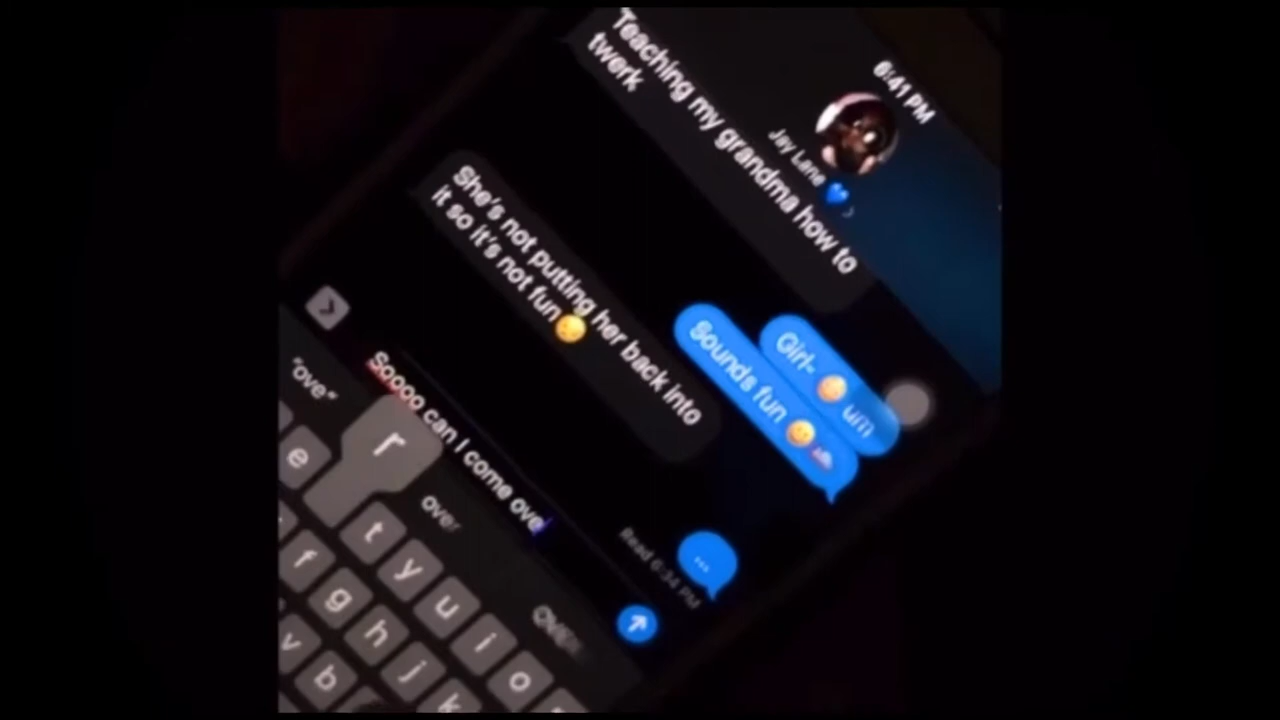 6:41 PM
Jay Lane 💙 ›
Teaching my grandma how to
twerk
Girl- um
Sounds fun
She's not putting her back into
it so it's not fun
...
Read 6:34 PM
Soooo can I come ove
"ove"
over
e r t y u i o
f g h j k
v b